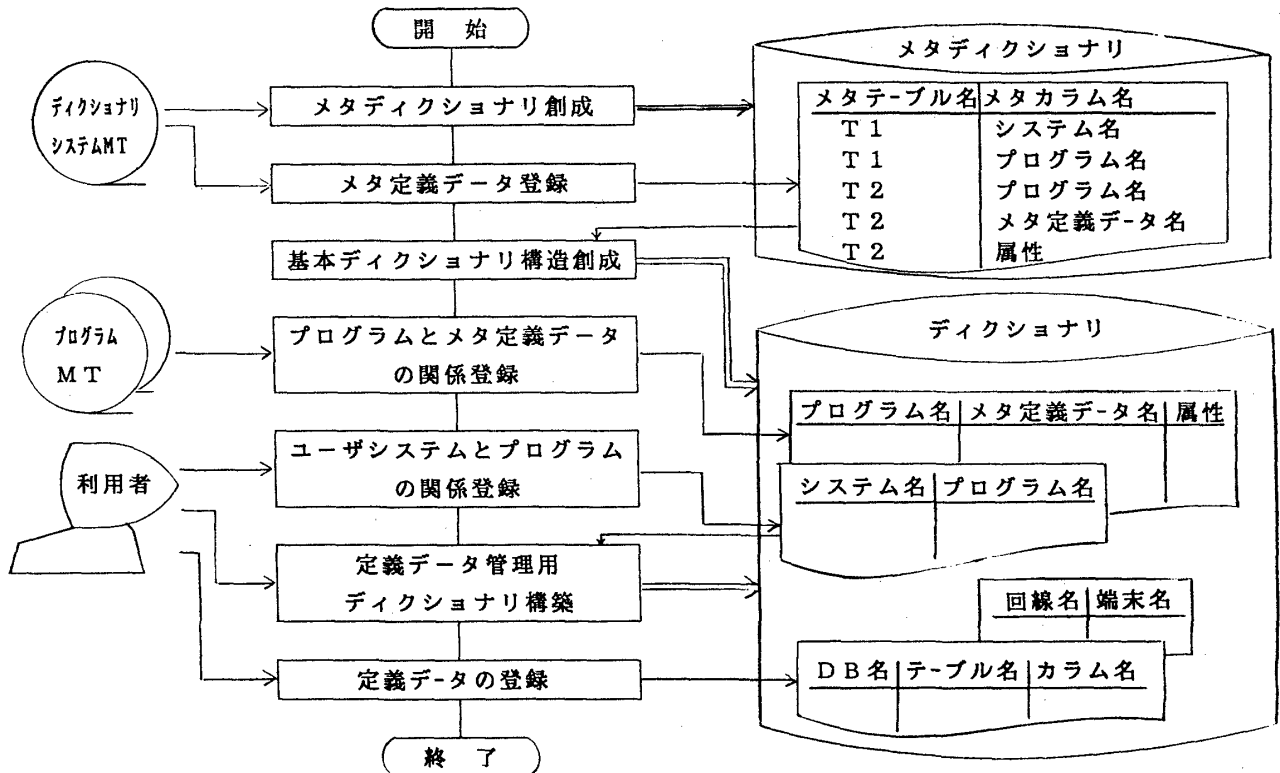 開 始
ディクショナリ
システムMT
メタディクショナリ創成
メタ定義データ登録
基本ディクショナリ構造創成
プログラム
MT
プログラムとメタ定義データ
の関係登録
利用者
ユーザシステムとプログラム
の関係登録
定義データ管理用
ディクショナリ構築
定義データの登録
終 了
メタディクショナリ
メタテーブル名 メタカラム名
T1 システム名
T1 プログラム名
T2 プログラム名
T2 メタ定義データ名
T2 属性
ディクショナリ
プログラム名 メタ定義データ名 属性
システム名 プログラム名
回線名 端末名
DB名 テーブル名 カラム名